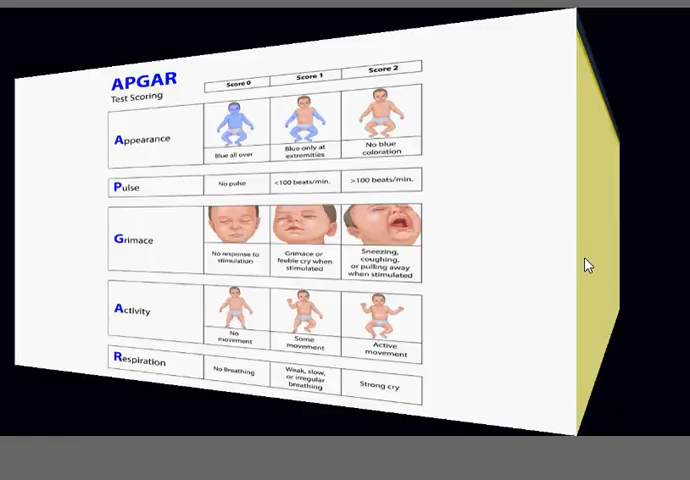 APGAR
Test Scoring
Score 0 Score 1 Score 2
Appearance
Blue all over
Blue only at
extremities
No blue
coloration
Pulse
No pulse
<100 beats/min.
>100 beats/min.
Grimace
No response to
stimulation
Grimace or
feeble cry when
stimulated
Sneezing,
coughing,
or pulling away
when stimulated
Activity
No
movement
Some
movement
Active
movement
Respiration
No Breathing
Weak, slow,
or irregular
breathing
Strong cry